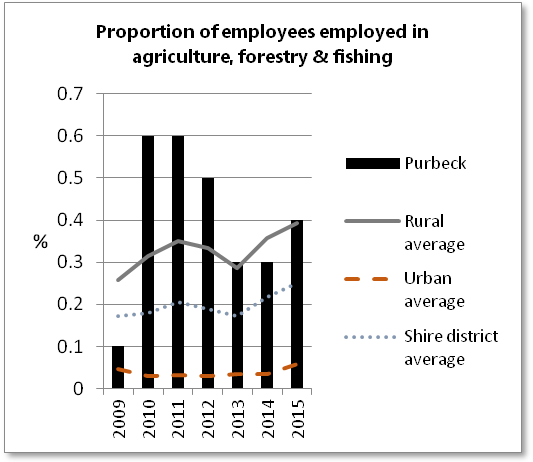 Proportion of employees employed in
agriculture, forestry & fishing
0.7
0.6
0.5
0.4
0.3
0.2
0.1
0
%
2009
2010
2011
2012
2013
2014
2015
Purbeck
Rural
average
Urban
average
Shire district
average